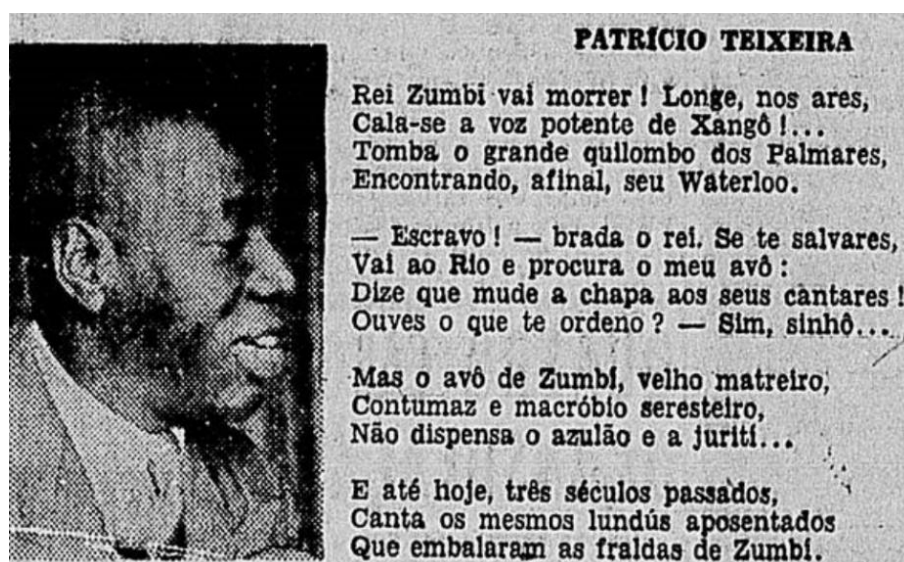 PATRÍCIO TEIXEIRA
Rei Zumbi vai morrer ! Longe, nos ares,
Cala-se a voz potente de Xangô !...
Tomba o grande quilombo dos Palmares,
Encontrando, afinal, seu Waterloo.
— Escravo ! — brada o rei. Se te salvares,
Vai ao Rio e procura o meu avô :
Dize que mude a chapa aos seus cantares !
Ouves o que te ordeno ? — Sim, sinhô...
Mas o avô de Zumbí, velho matreiro,
Contumaz e macróbio seresteiro,
Não dispensa o azulão e a jurití...
E até hoje, três séculos passados,
Canta os mesmos lundús aposentados
Que embalaram as fraldas de Zumbí.